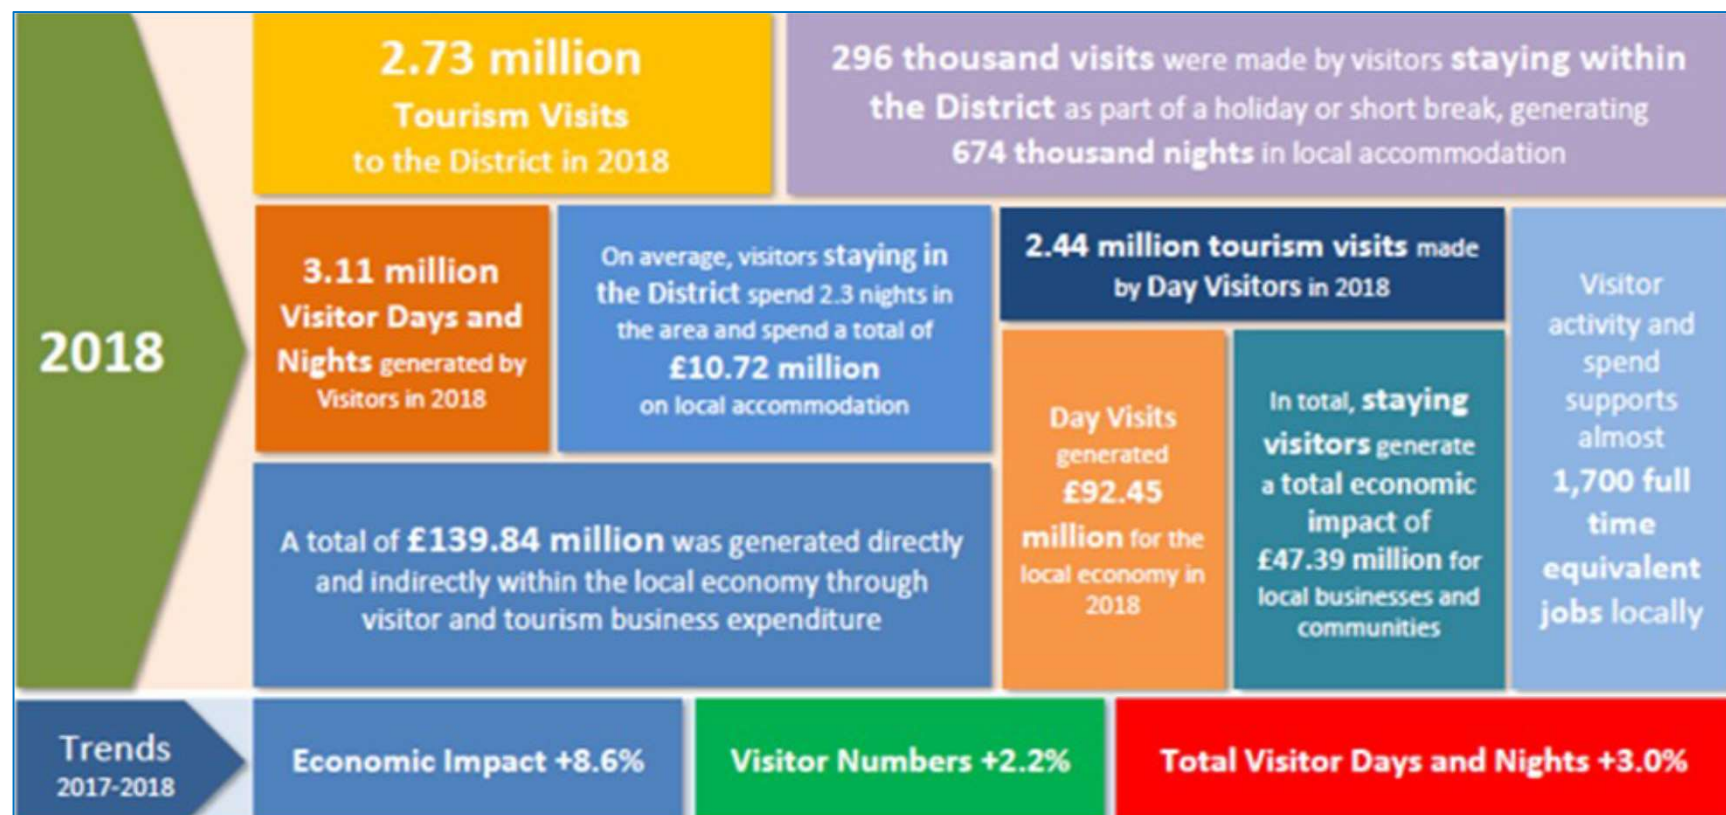 2018
2.73 million
Tourism Visits
to the District in 2018
296 thousand visits were made by visitors staying within
the District as part of a holiday or short break, generating
674 thousand nights in local accommodation
3.11 million
Visitor Days and
Nights generated by
Visitors in 2018
On average, visitors staying in
the District spend 2.3 nights in
the area and spend a total of
£10.72 million
on local accommodation
2.44 million tourism visits made
by Day Visitors in 2018
Visitor
activity and
spend
supports
almost
1,700 full
time
equivalent
jobs locally
A total of £139.84 million was generated directly
and indirectly within the local economy through
visitor and tourism business expenditure
Day Visits
generated
£92.45
million for the
local economy in
2018
In total, staying
visitors generate
a total economic
impact of
£47.39 million for
local businesses and
communities
Trends
2017-2018
Economic Impact +8.6%
Visitor Numbers +2.2%
Total Visitor Days and Nights +3.0%